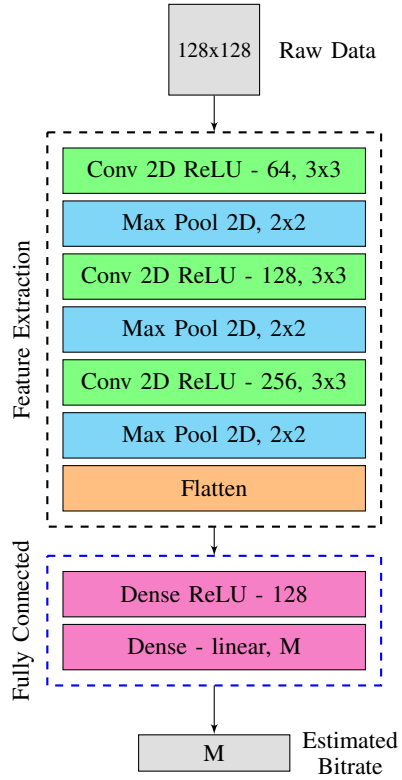 128x128
Raw Data
Feature Extraction
Conv 2D ReLU - 64, 3x3
Max Pool 2D, 2x2
Conv 2D ReLU - 128, 3x3
Max Pool 2D, 2x2
Conv 2D ReLU - 256, 3x3
Max Pool 2D, 2x2
Flatten
Fully Connected
Dense ReLU - 128
Dense - linear, M
M
Estimated
Bitrate